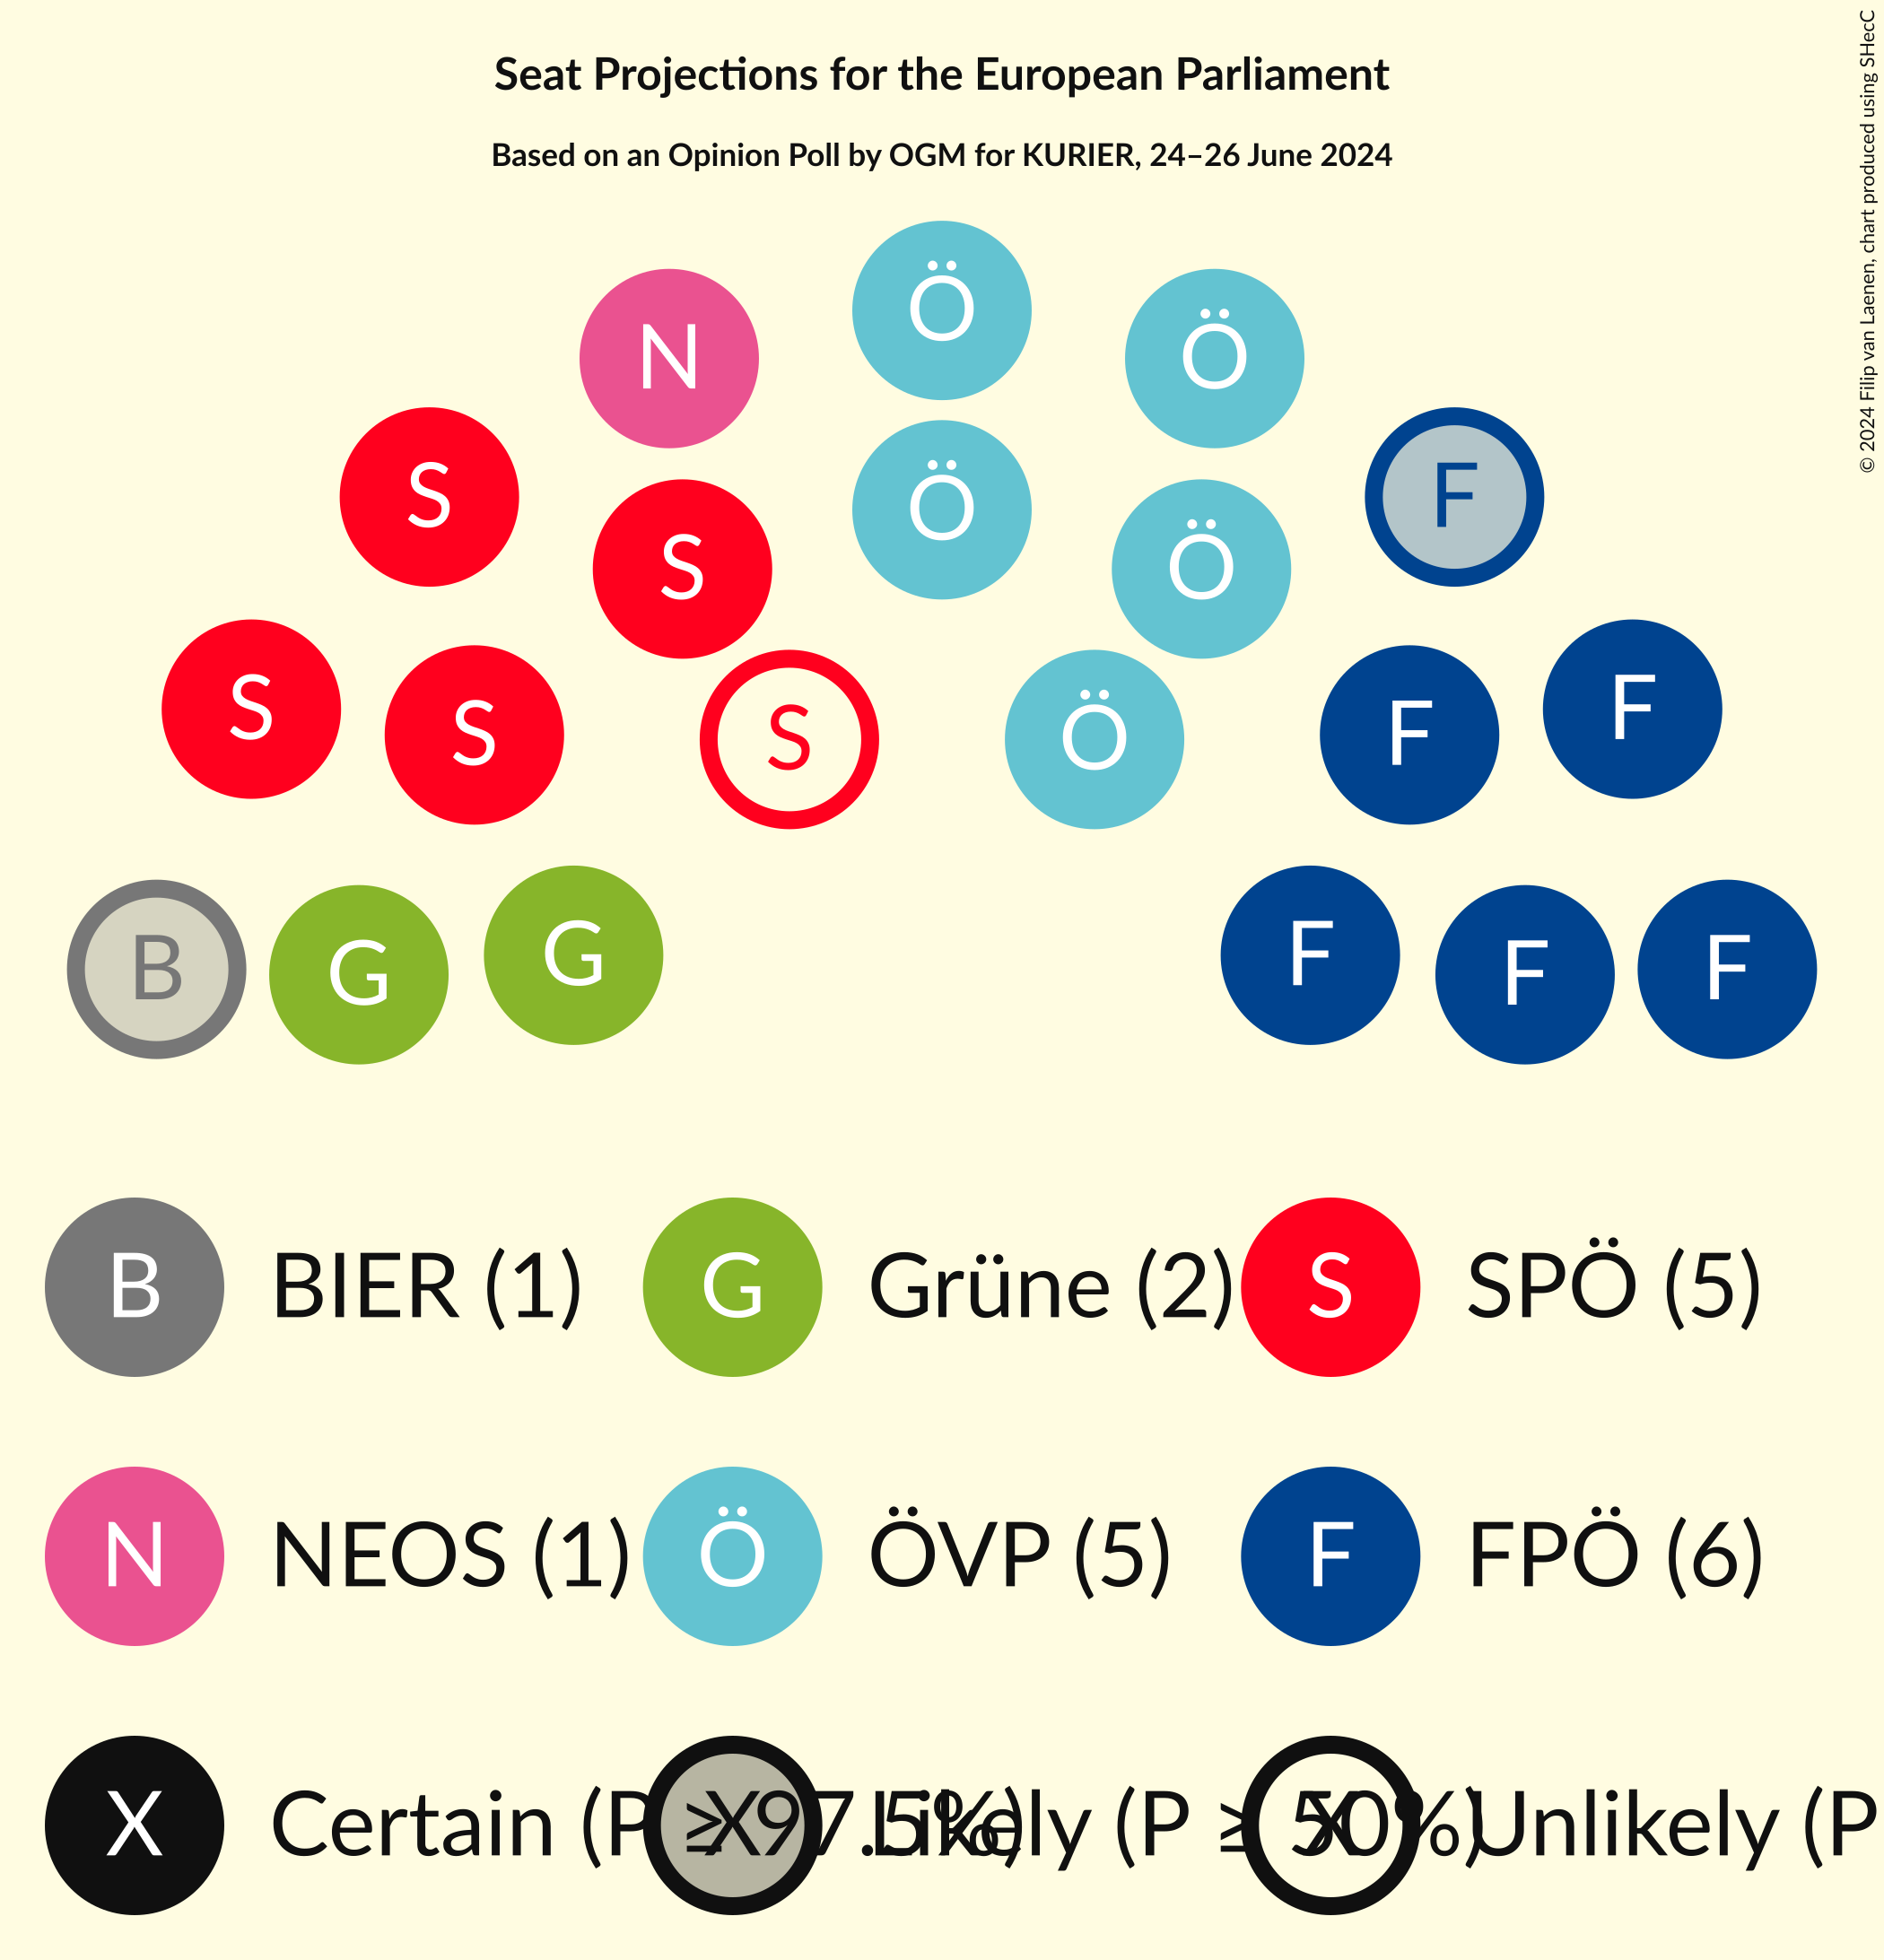 Seat Projections for the European Parliament
Based on an Opinion Poll by OGM for KURIER, 24–26 June 2024
© 2024 Filip van Laenen, chart produced using SHecC
Ö
N Ö
S Ö F
S Ö
S S S Ö F F
B G G F F F
B BIER (1) G Grüne (2) S SPÖ (5)
N NEOS (1) Ö ÖVP (5) F FPÖ (6)
X Certain (P ≥ 97.5%) X Likely (P ≥ 50%) X Unlikely (P